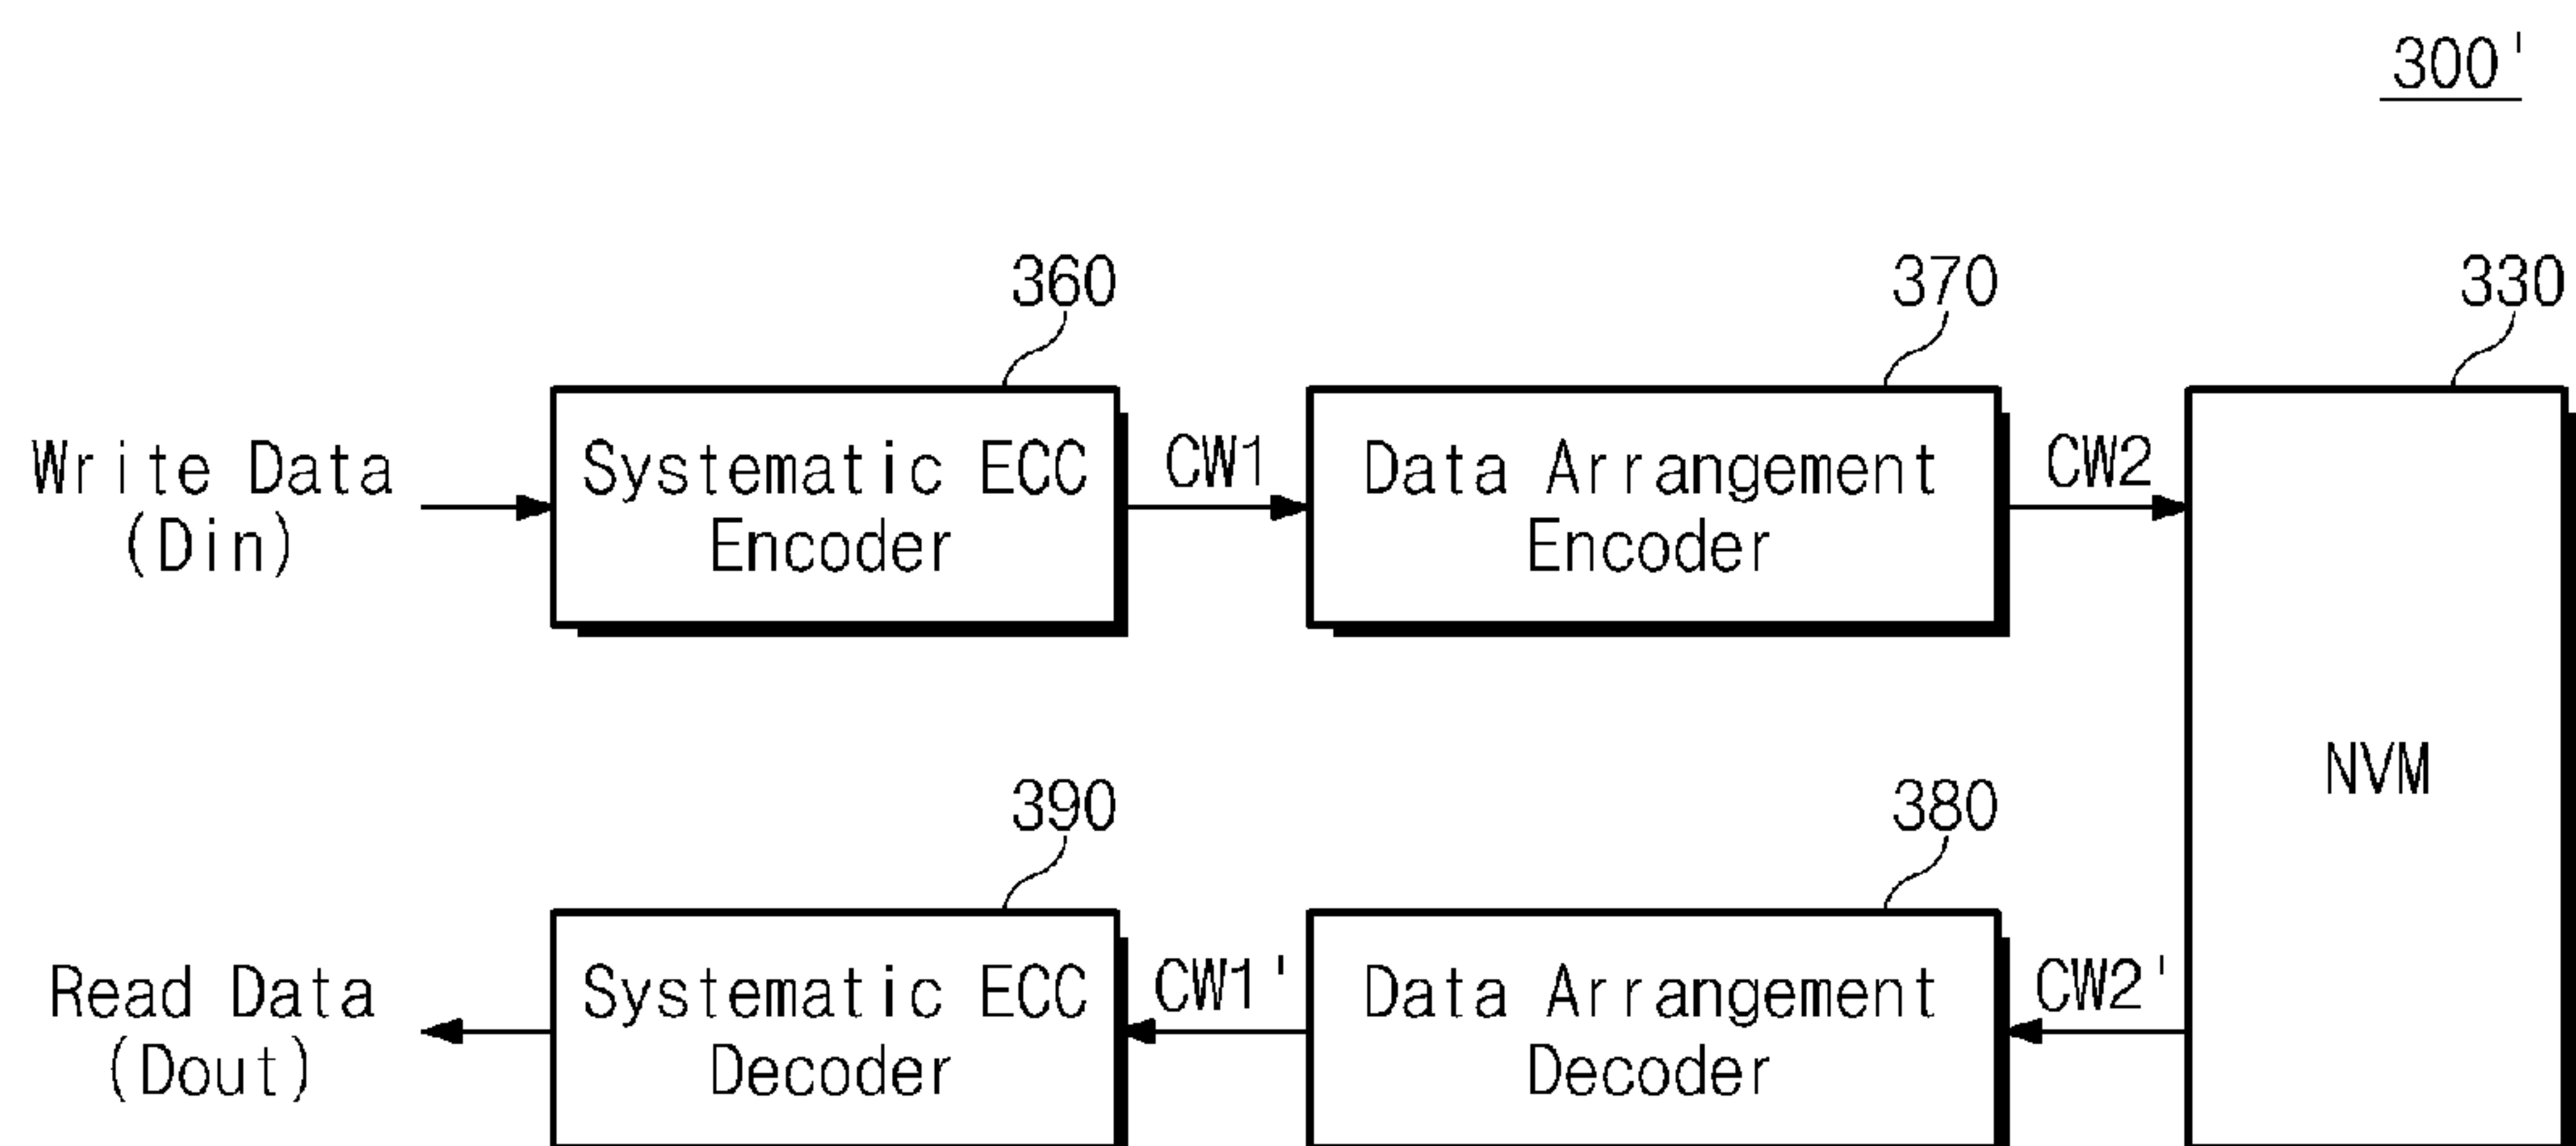 300'
360
370
330
Write Data
(Din)
Systematic ECC
Encoder
CW1
Data Arrangement
Encoder
CW2
NVM
390
380
Read Data
(Dout)
Systematic ECC
Decoder
CW1'
Data Arrangement
Decoder
CW2'